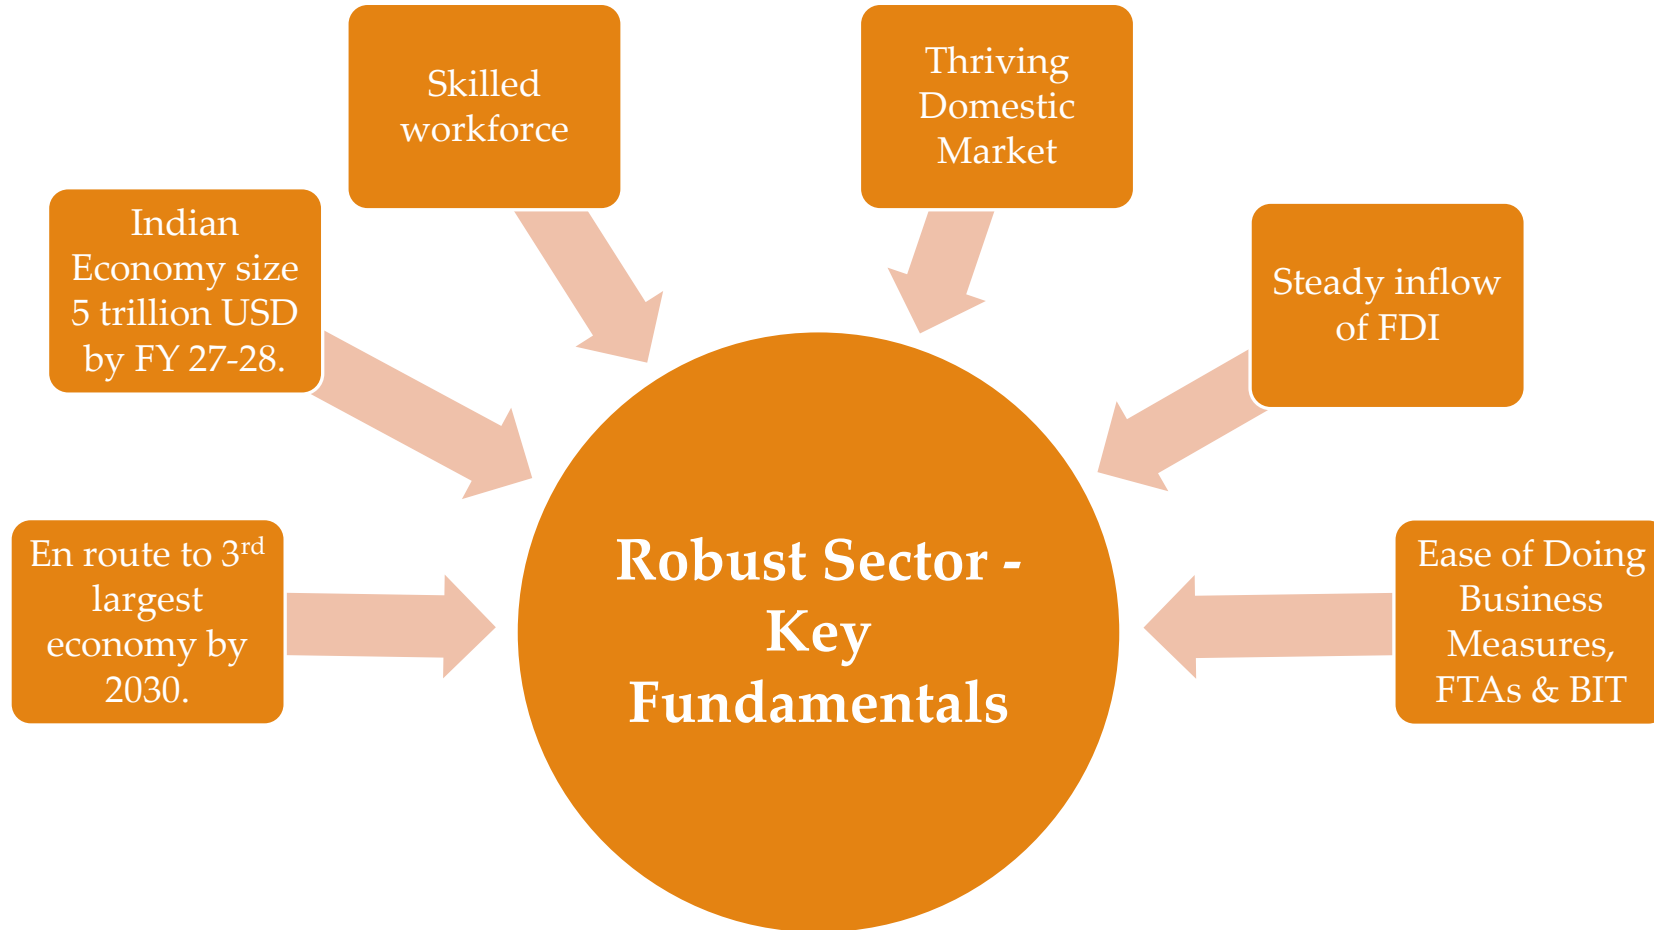 Skilled
workforce
Thriving
Domestic
Market
Indian
Economy size
5 trillion USD
by FY 27-28.
Steady inflow
of FDI
En route to 3rd
largest
economy by
2030.
Robust Sector -
Key
Fundamentals
Ease of Doing
Business
Measures,
FTAs & BIT